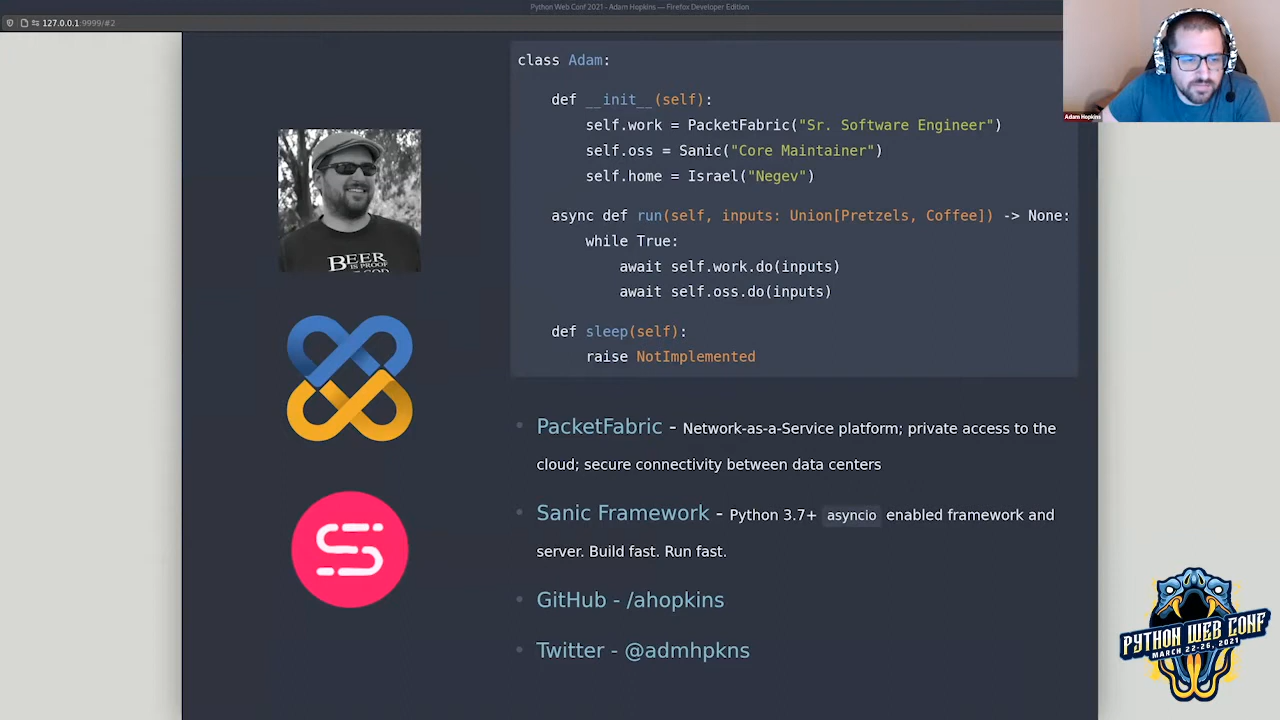 Python Web Conf 2021 - Adam Hopkins — Firefox Developer Edition
127.0.0.1:9999/#2
class Adam:
def __init__(self):
self.work = PacketFabric("Sr. Software Engineer")
self.oss = Sanic("Core Maintainer")
self.home = Israel("Negev")
async def run(self, inputs: Union[Pretzels, Coffee]) -> None:
while True:
await self.work.do(inputs)
await self.oss.do(inputs)
def sleep(self):
raise NotImplemented
Adam Hopkins
BEER
IS PROOF
PacketFabric - Network-as-a-Service platform; private access to the
cloud; secure connectivity between data centers
Sanic Framework - Python 3.7+ asyncio enabled framework and
server. Build fast. Run fast.
GitHub - /ahopkins
Twitter - @admhpkns
PYTHON WEB CONF
MARCH 22-26, 2021